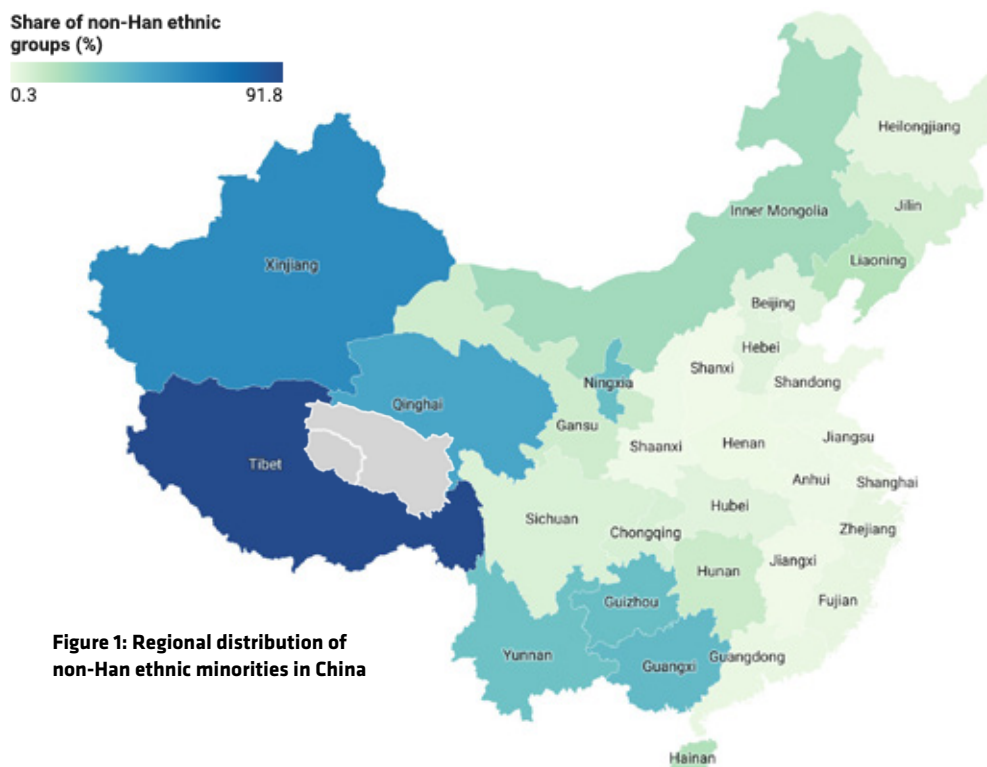 Share of non-Han ethnic
groups (%)
0.3 91.8
Heilongjiang
Jilin
Inner Mongolia
Liaoning
Xinjiang
Beijing
Hebei
Shanxi
Shandong
Ningxia
Qinghai
Gansu
Shaanxi
Henan
Jiangsu
Tibet
Anhui
Shanghai
Hubei
Sichuan
Chongqing
Zhejiang
Jiangxi
Hunan
Guizhou
Fujian
Figure 1: Regional distribution of
non-Han ethnic minorities in China
Yunnan
Guangxi
Guangdong
Hainan